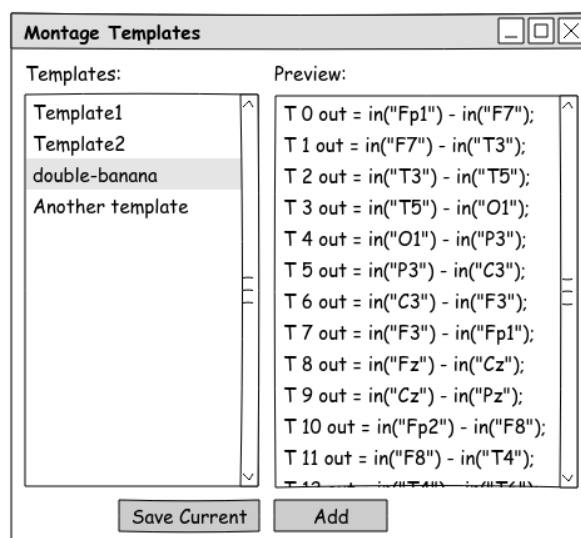 Montage Templates
Templates:
Template1
Template2
double-banana
Another template
Preview:
T 0 out = in("Fp1") - in("F7");
T 1 out = in("F7") - in("T3");
T 2 out = in("T3") - in("T5");
T 3 out = in("T5") - in("O1");
T 4 out = in("O1") - in("P3");
T 5 out = in("P3") - in("C3");
T 6 out = in("C3") - in("F3");
T 7 out = in("F3") - in("Fp1");
T 8 out = in("Fz") - in("Cz");
T 9 out = in("Cz") - in("Pz");
T 10 out = in("Fp2") - in("F8");
T 11 out = in("F8") - in("T4");
Save Current
Add